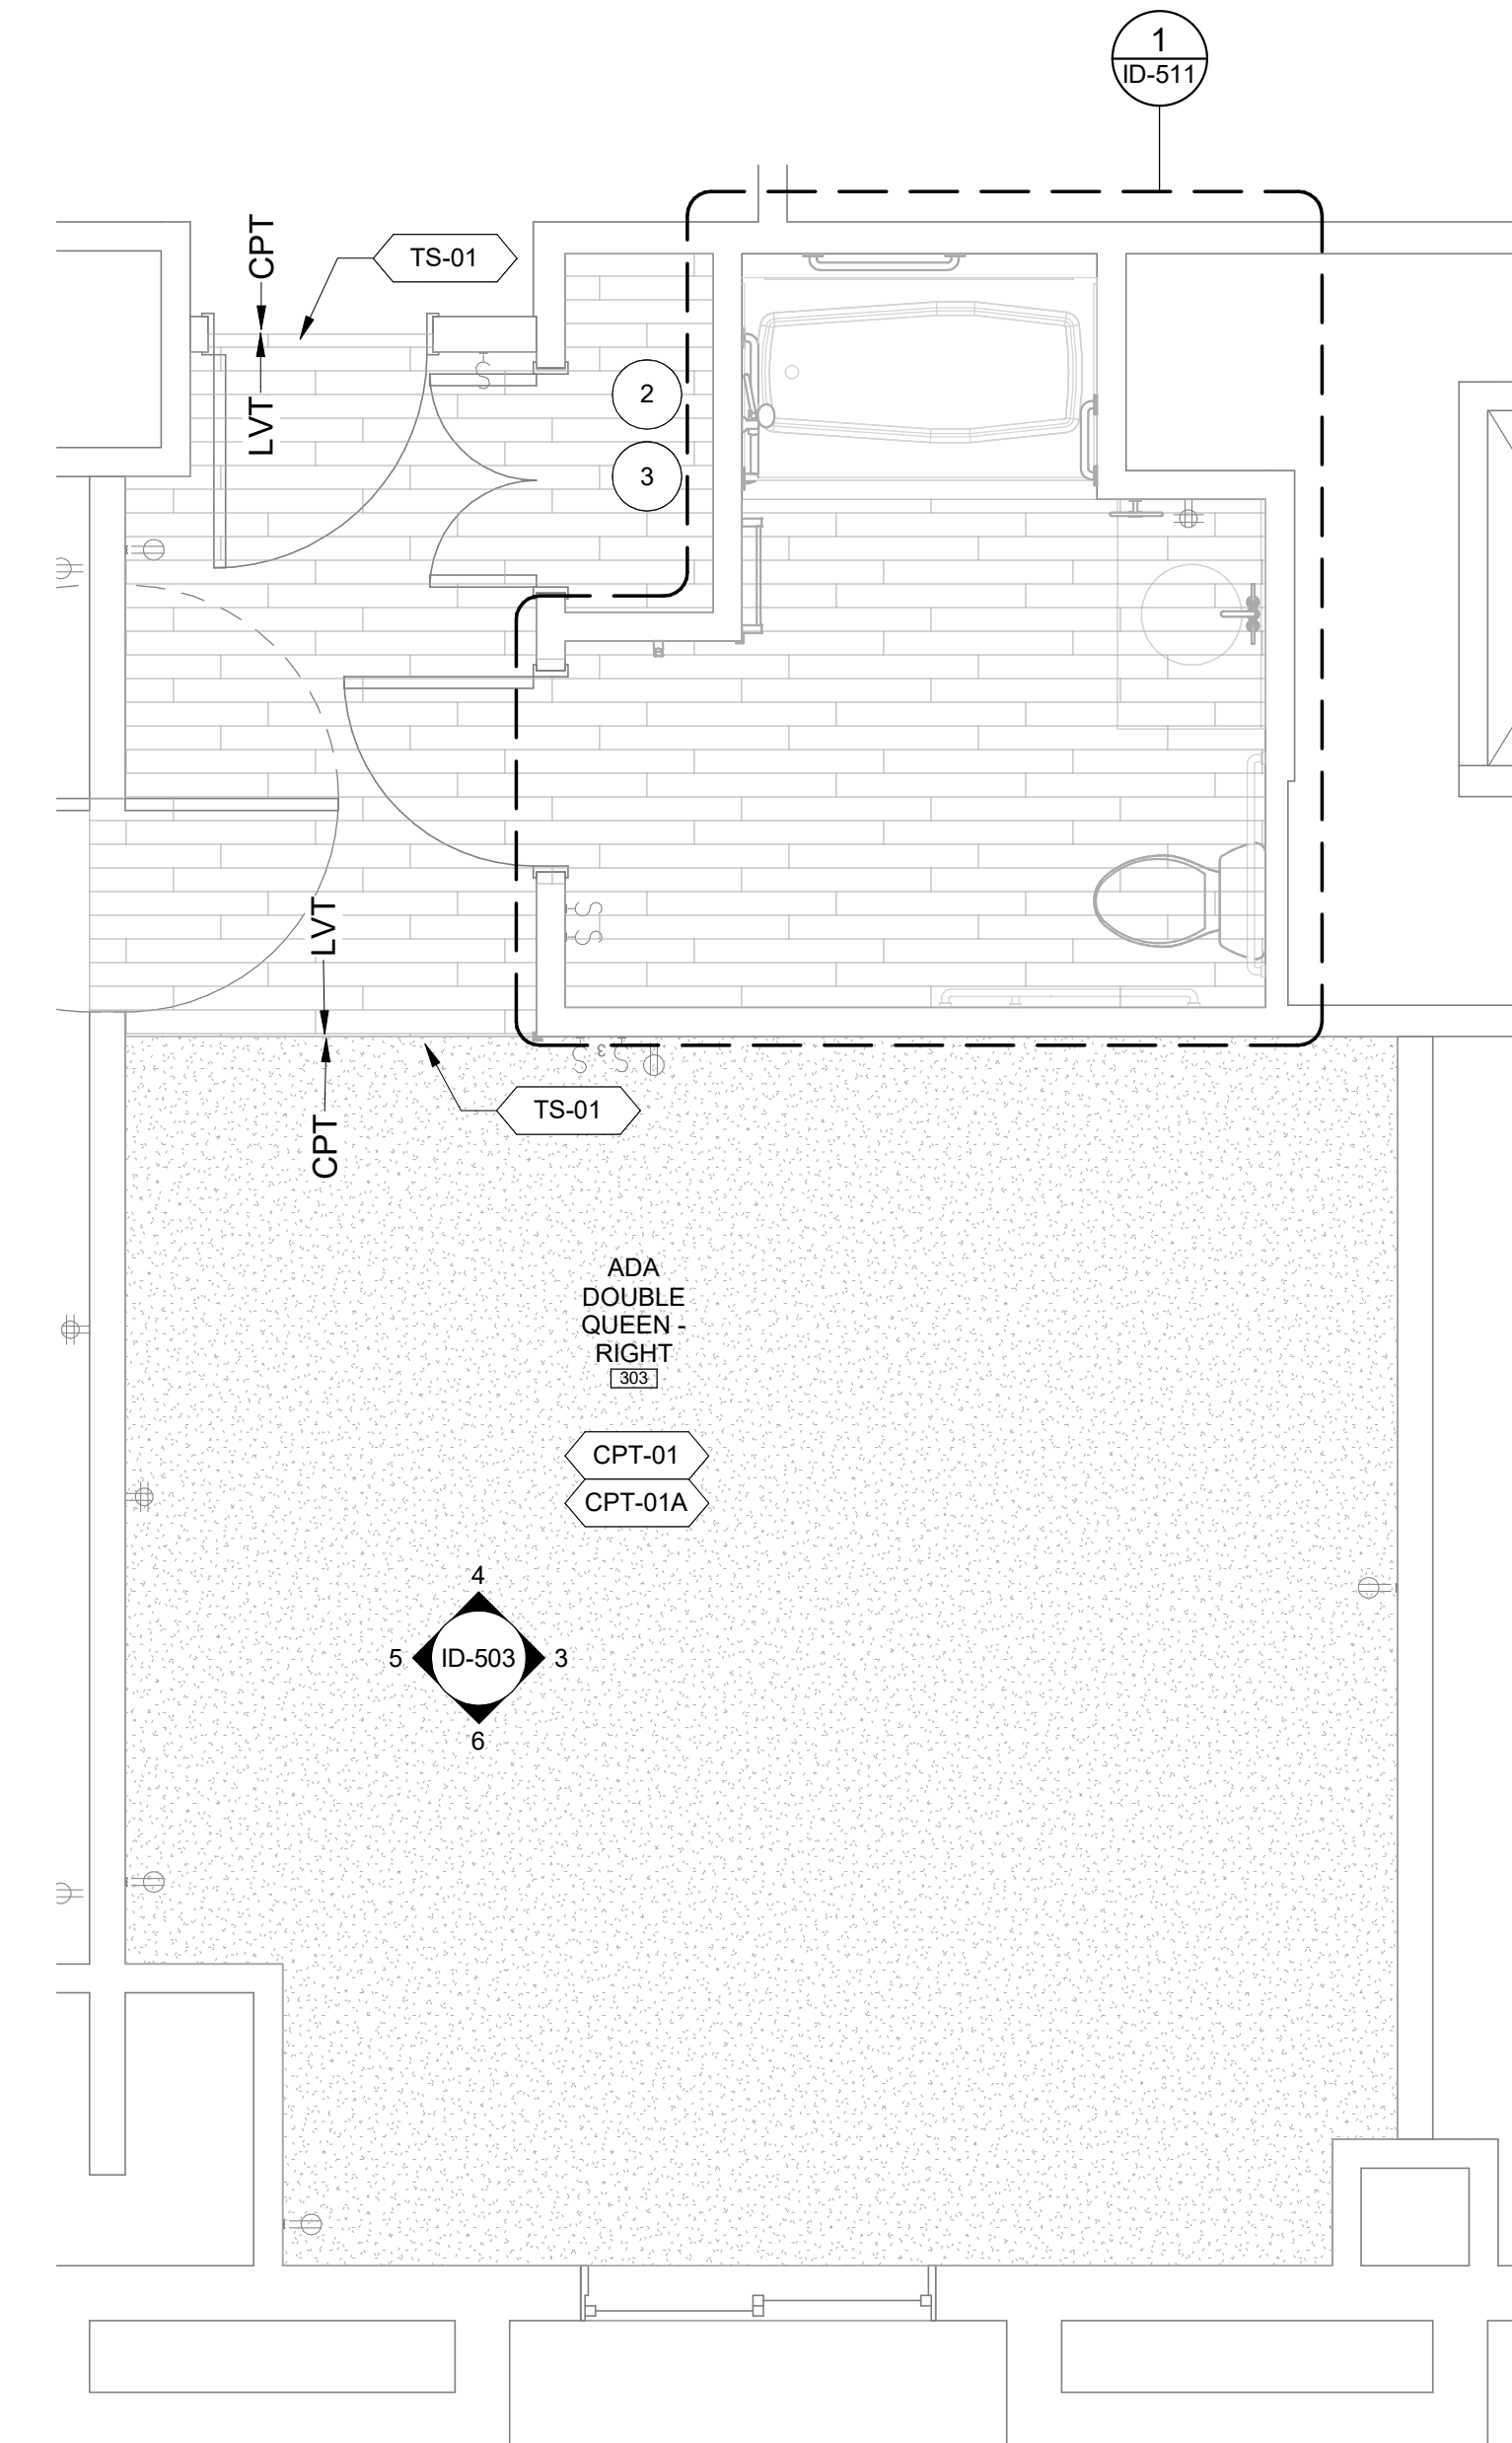 1
ID-511
CPT
TS-01
LVT
S
2
3
LVT
S
S
S
3
S
TS-01
CPT
ADA
DOUBLE
QUEEN -
RIGHT
303
CPT-01
CPT-01A
4
5 ID-503 3
6